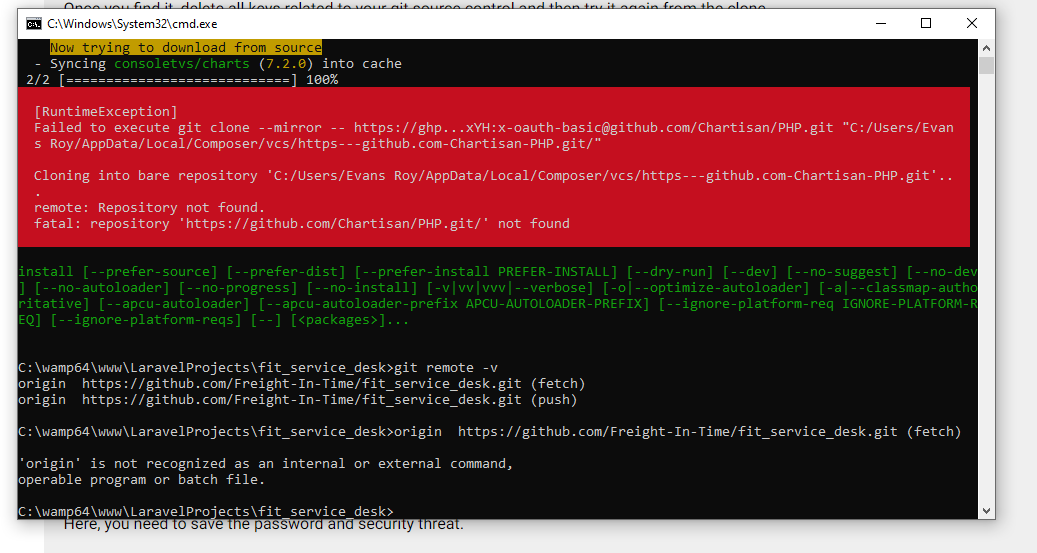 Once you find it, delete all keys related to your git source control and then try it again from the clone
C:\Windows\System32\cmd.exe
Now trying to download from source
- Syncing consoletvs/charts (7.2.0) into cache
2/2 [============================] 100%
[RuntimeException]
Failed to execute git clone --mirror -- https://ghp...xYH:x-oauth-basic@github.com/Chartisan/PHP.git "C:/Users/Evan
s Roy/AppData/Local/Composer/vcs/https---github.com-Chartisan-PHP.git/"
Cloning into bare repository 'C:/Users/Evans Roy/AppData/Local/Composer/vcs/https---github.com-Chartisan-PHP.git'..
.
remote: Repository not found.
fatal: repository 'https://github.com/Chartisan/PHP.git/' not found
install [--prefer-source] [--prefer-dist] [--prefer-install PREFER-INSTALL] [--dry-run] [--dev] [--no-suggest] [--no-dev
] [--no-autoloader] [--no-progress] [--no-install] [-v|vv|vvv|--verbose] [-o|--optimize-autoloader] [-a|--classmap-autho
ritative] [--apcu-autoloader] [--apcu-autoloader-prefix APCU-AUTOLOADER-PREFIX] [--ignore-platform-req IGNORE-PLATFORM-R
EQ] [--ignore-platform-reqs] [--] [<packages>]...
C:\wamp64\www\LaravelProjects\fit_service_desk>git remote -v
origin  https://github.com/Freight-In-Time/fit_service_desk.git (fetch)
origin  https://github.com/Freight-In-Time/fit_service_desk.git (push)
C:\wamp64\www\LaravelProjects\fit_service_desk>origin  https://github.com/Freight-In-Time/fit_service_desk.git (fetch)
'origin' is not recognized as an internal or external command,
operable program or batch file.
C:\wamp64\www\LaravelProjects\fit_service_desk>
Here, you need to save the password and security threat.